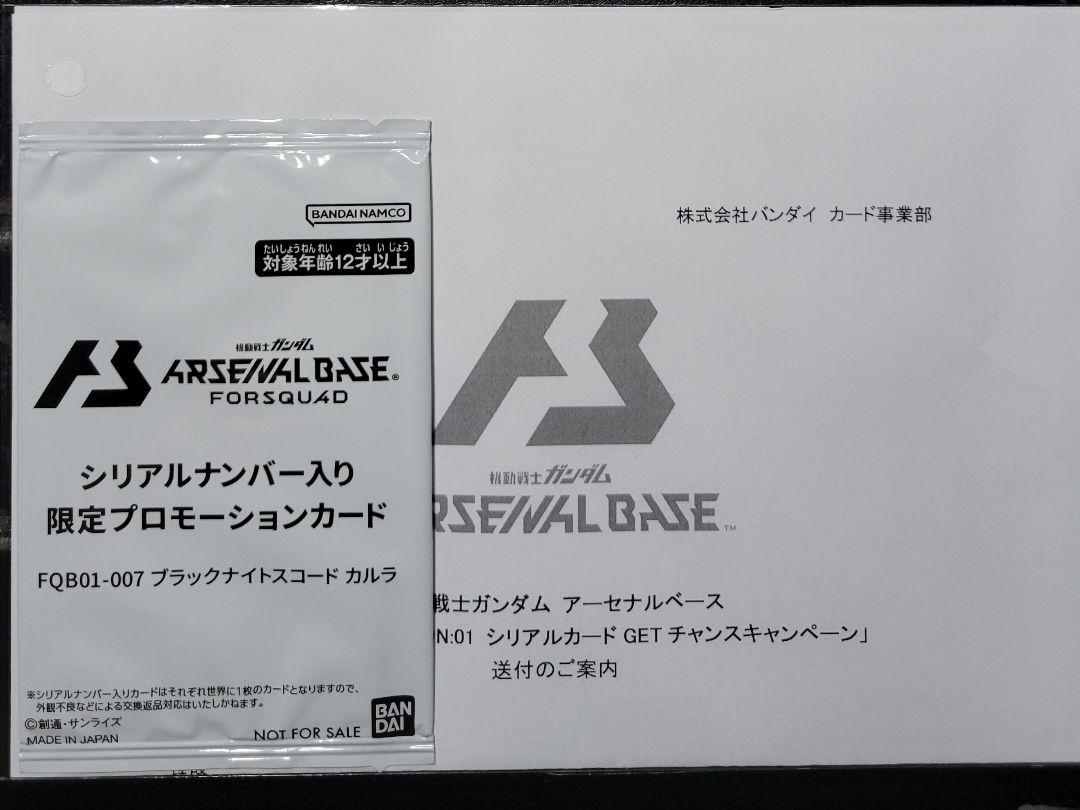 BANDAI NAMCO
たいしょうねんれい さい い じょう
対象年齢12才以上
機動戦士ガンダム
ARSENAL BASE®
FORSQUAD
シリアルナンバー入り
限定プロモーションカード
FQB01-007 ブラックナイトスコード カルラ
※シリアルナンバー入りカードはそれぞれ世界に1枚のカードとなりますので、
外観不良などによる交換返品対応はいたしかねます。
©創通・サンライズ
MADE IN JAPAN
NOT FOR SALE
BAN
DAI
株式会社バンダイ カード事業部
機動戦士ガンダム
RSENAL BASE™
戦士ガンダム アーセナルベース
N:01 シリアルカード GET チャンスキャンペーン」
送付のご案内